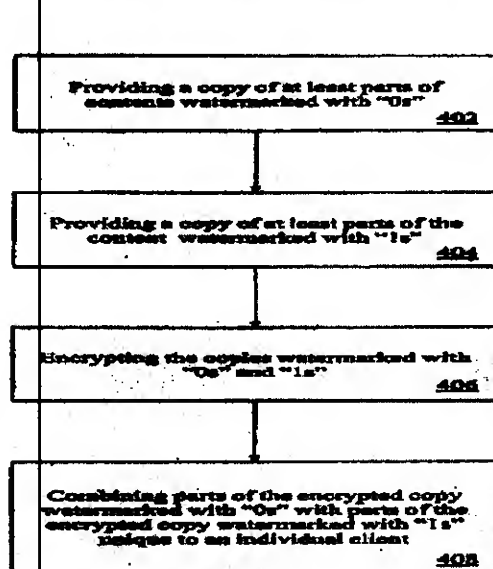 Providing a copy of at least parts of
contents watermarked with "0s"
402
Providing a copy of at least parts of the
content watermarked with "1s"
404
Encrypting the copies watermarked with
"0s" and "1s"
406
Combining parts of the encrypted copy
watermarked with "0s" with parts of the
encrypted copy watermarked with "1s"
unique to an individual client
408